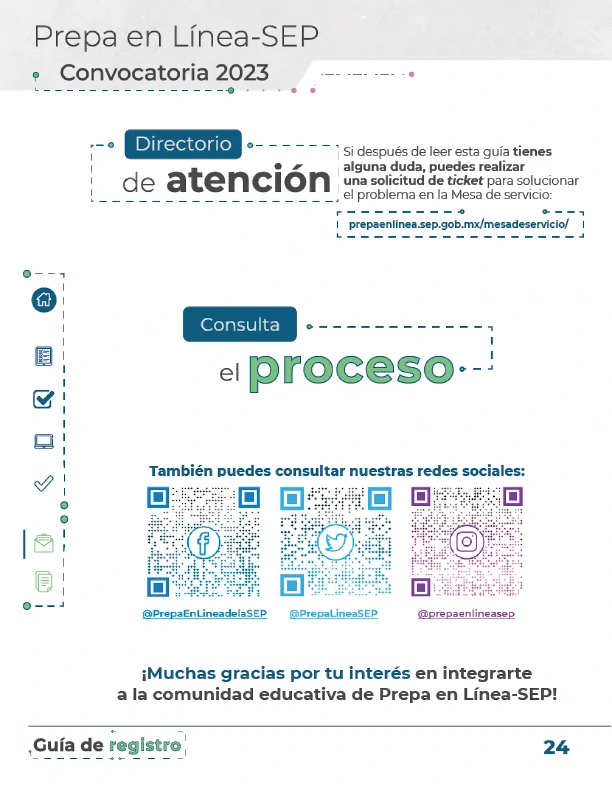 Prepa en Línea-SEP
Convocatoria 2023
Directorio
de atención
Si después de leer esta guía tienes
alguna duda, puedes realizar
una solicitud de ticket para solucionar
el problema en la Mesa de servicio:
prepaenlinea.sep.gob.mx/mesadeservicio/
Consulta
el proceso
También puedes consultar nuestras redes sociales:
@PrepaEnLineadelaSEP @PrepaLineaSEP @prepaenlineasep
¡Muchas gracias por tu interés en integrarte
a la comunidad educativa de Prepa en Línea-SEP!
Guía de registro 24